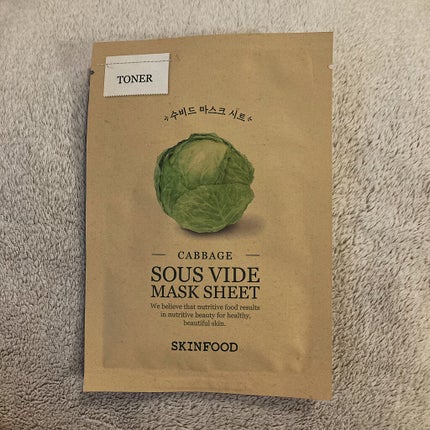 TONER
수비드 마스크 시트
CABBAGE
SOUS VIDE
MASK SHEET
We believe that nutritive food results
in nutritive beauty for healthy,
beautiful skin.
SKINFOOD